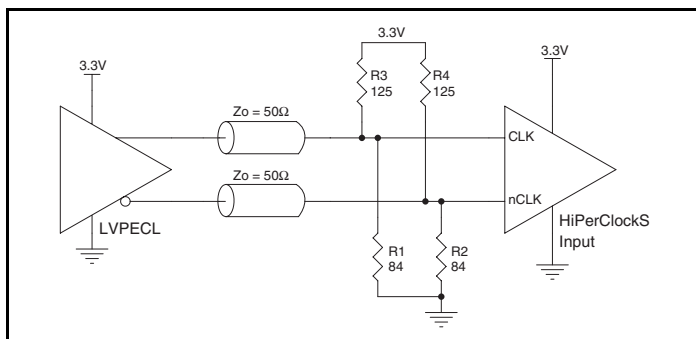 3.3V
3.3V
3.3V
R3
125
R4
125
Zo = 50Ω
CLK
Zo = 50Ω
nCLK
LVPECL
HiPerClockS
Input
R1
84
R2
84